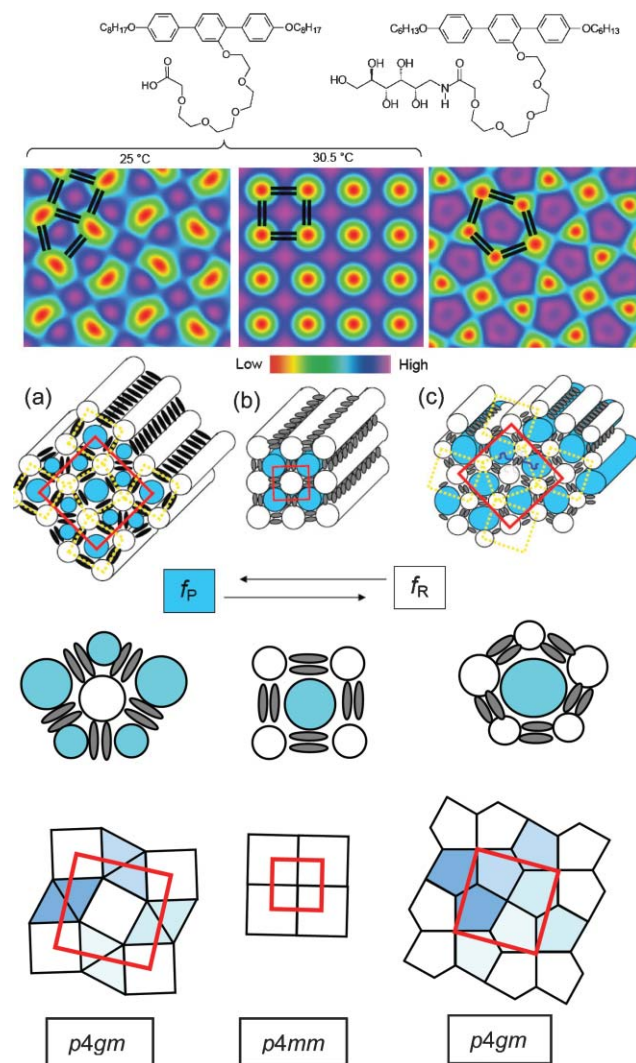 C₈H₁₇O OC₈H₁₇
C₆H₁₃O OC₆H₁₃
O
O
HO
O
O
O
O
O
OH OH
HO
OH OH OH
N
H
O
O
O
O
O
O
25 °C 30.5 °C
Low High
(a) (b) (c)
fP fR
p4gm p4mm p4gm